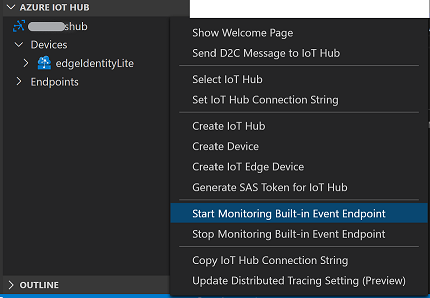 AZURE IOT HUB
shub
Devices
edgeIdentityLite
Endpoints
OUTLINE
Show Welcome Page
Send D2C Message to IoT Hub
Select IoT Hub
Set IoT Hub Connection String
Create IoT Hub
Create Device
Create IoT Edge Device
Generate SAS Token for IoT Hub
Start Monitoring Built-in Event Endpoint
Stop Monitoring Built-in Event Endpoint
Copy IoT Hub Connection String
Update Distributed Tracing Setting (Preview)